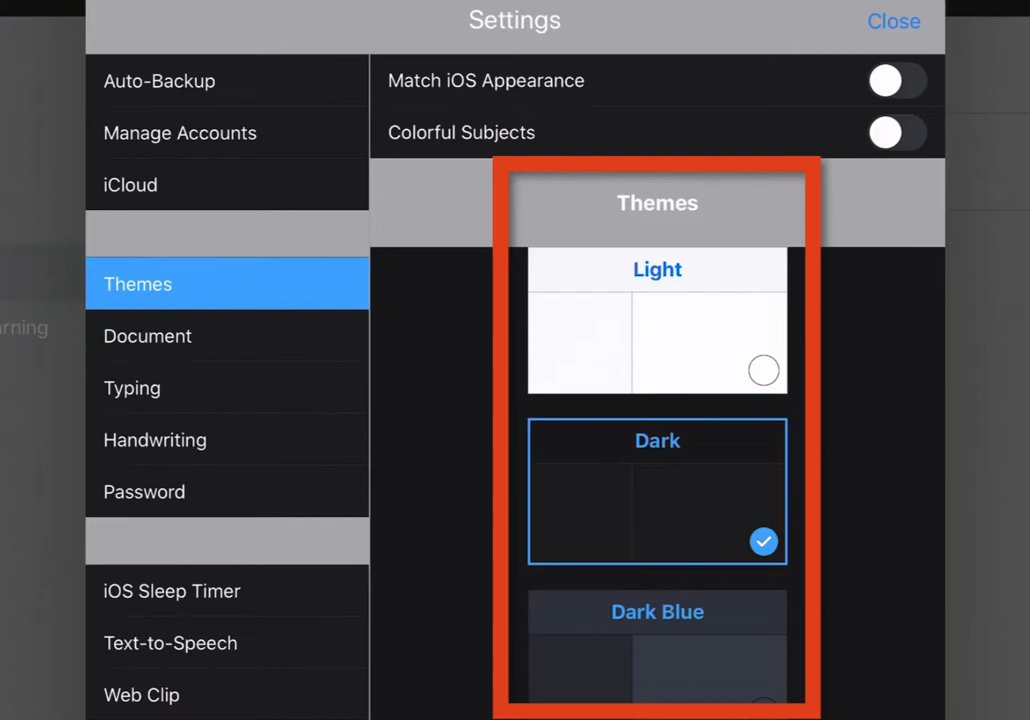 Settings
Close
Auto-Backup
Manage Accounts
iCloud
Themes
Document
Typing
Handwriting
Password
iOS Sleep Timer
Text-to-Speech
Web Clip
Match iOS Appearance
Colorful Subjects
Themes
Light
Dark
Dark Blue